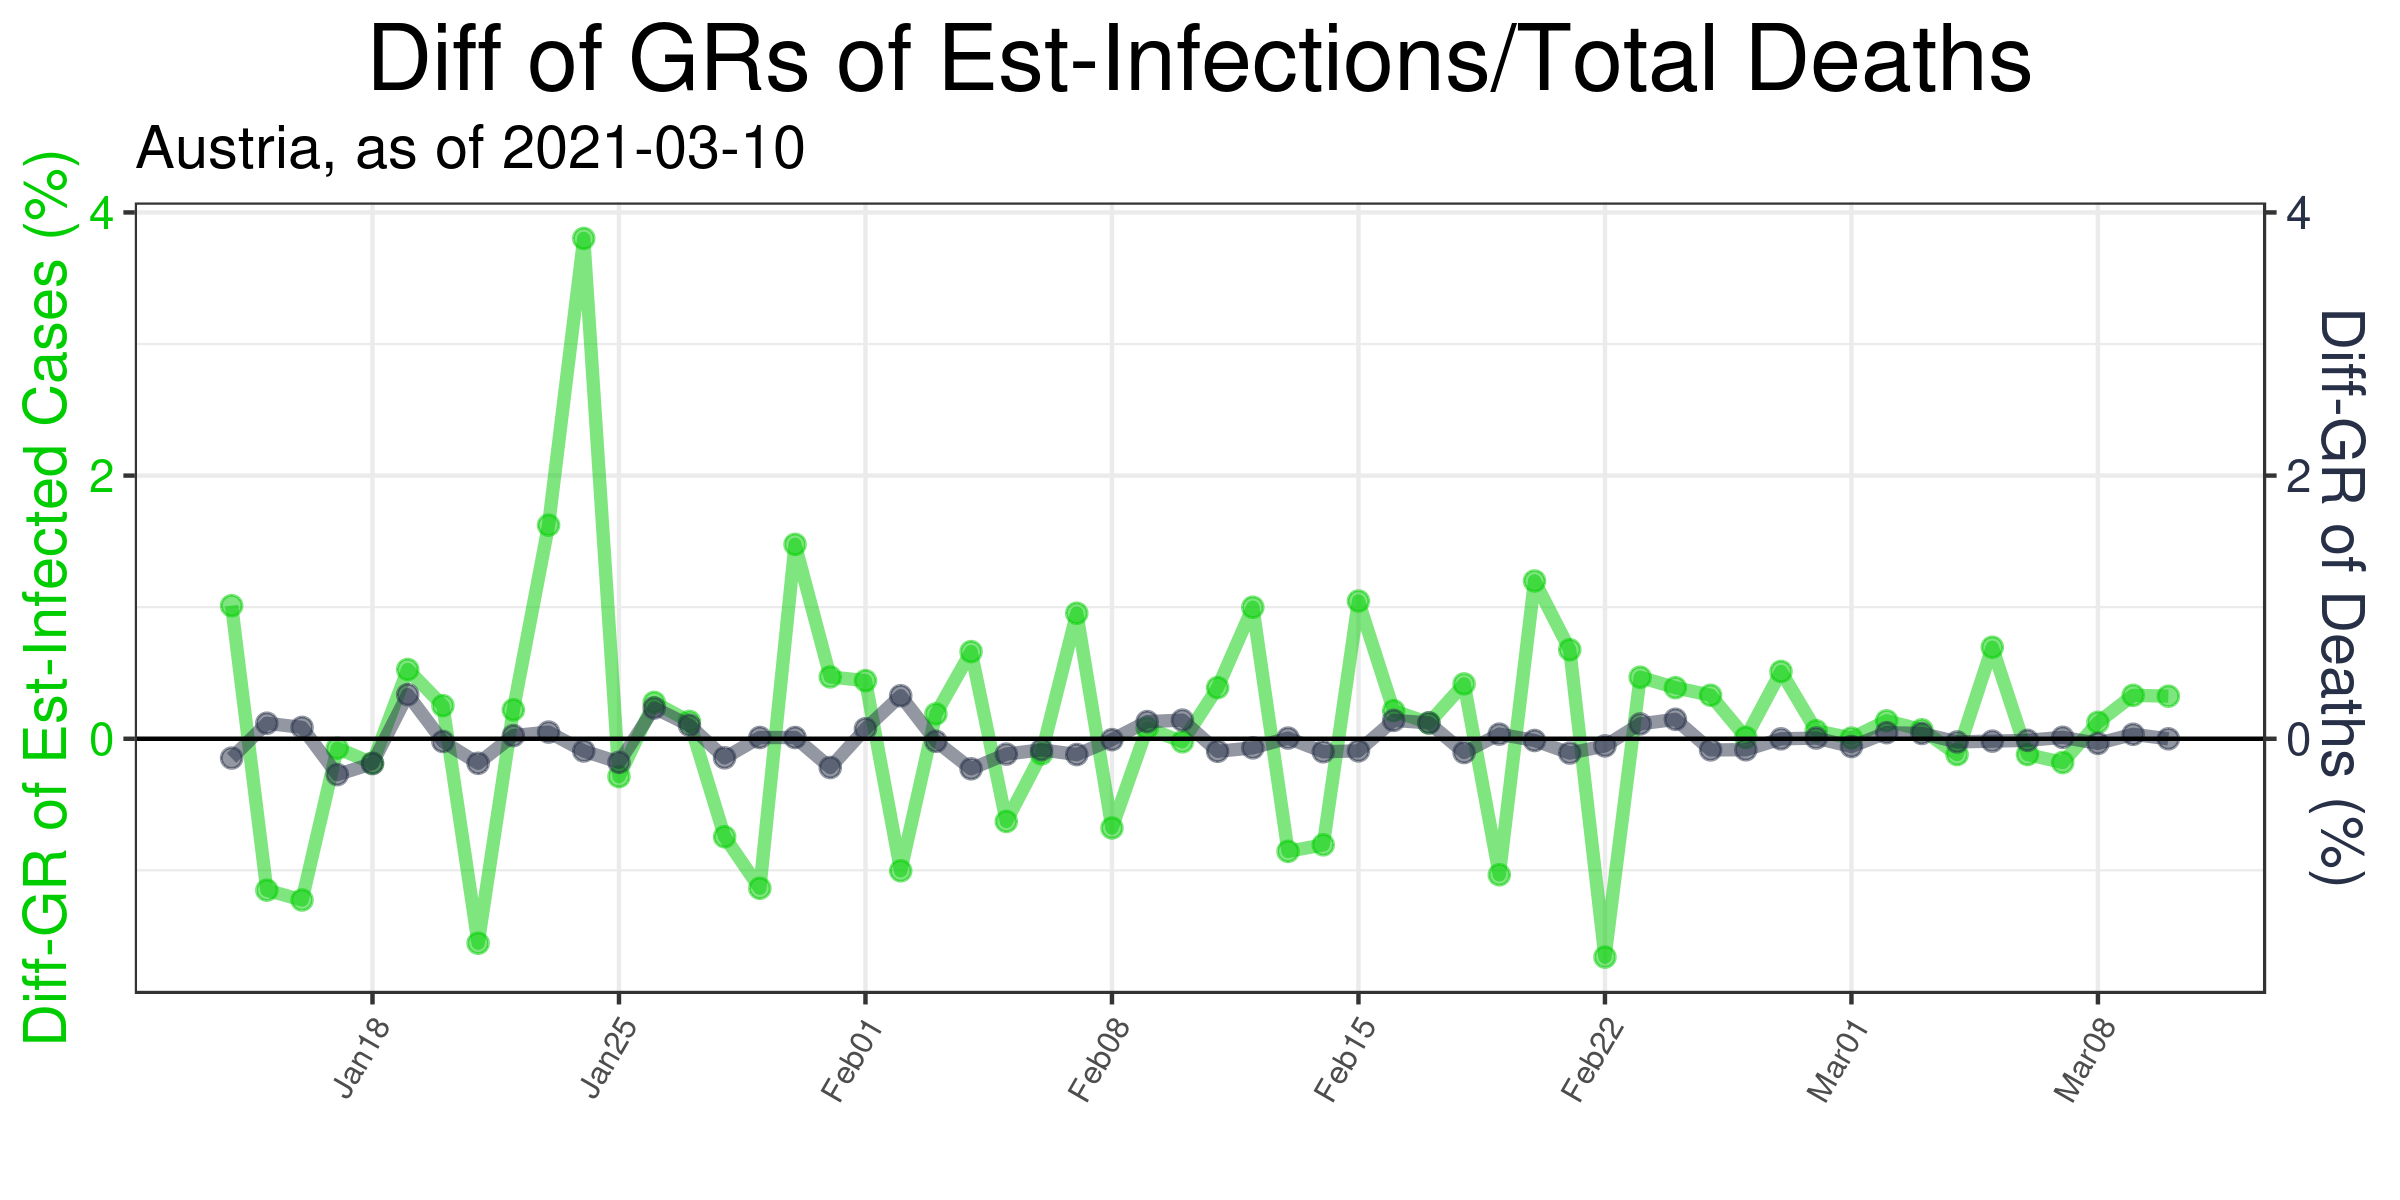 Diff of GRs of Est-Infections/Total Deaths
Austria, as of 2021-03-10
Diff-GR of Est-Infected Cases (%)
4
2
0
4
2
0
Diff-GR of Deaths (%)
Jan18
Jan25
Feb01
Feb08
Feb15
Feb22
Mar01
Mar08